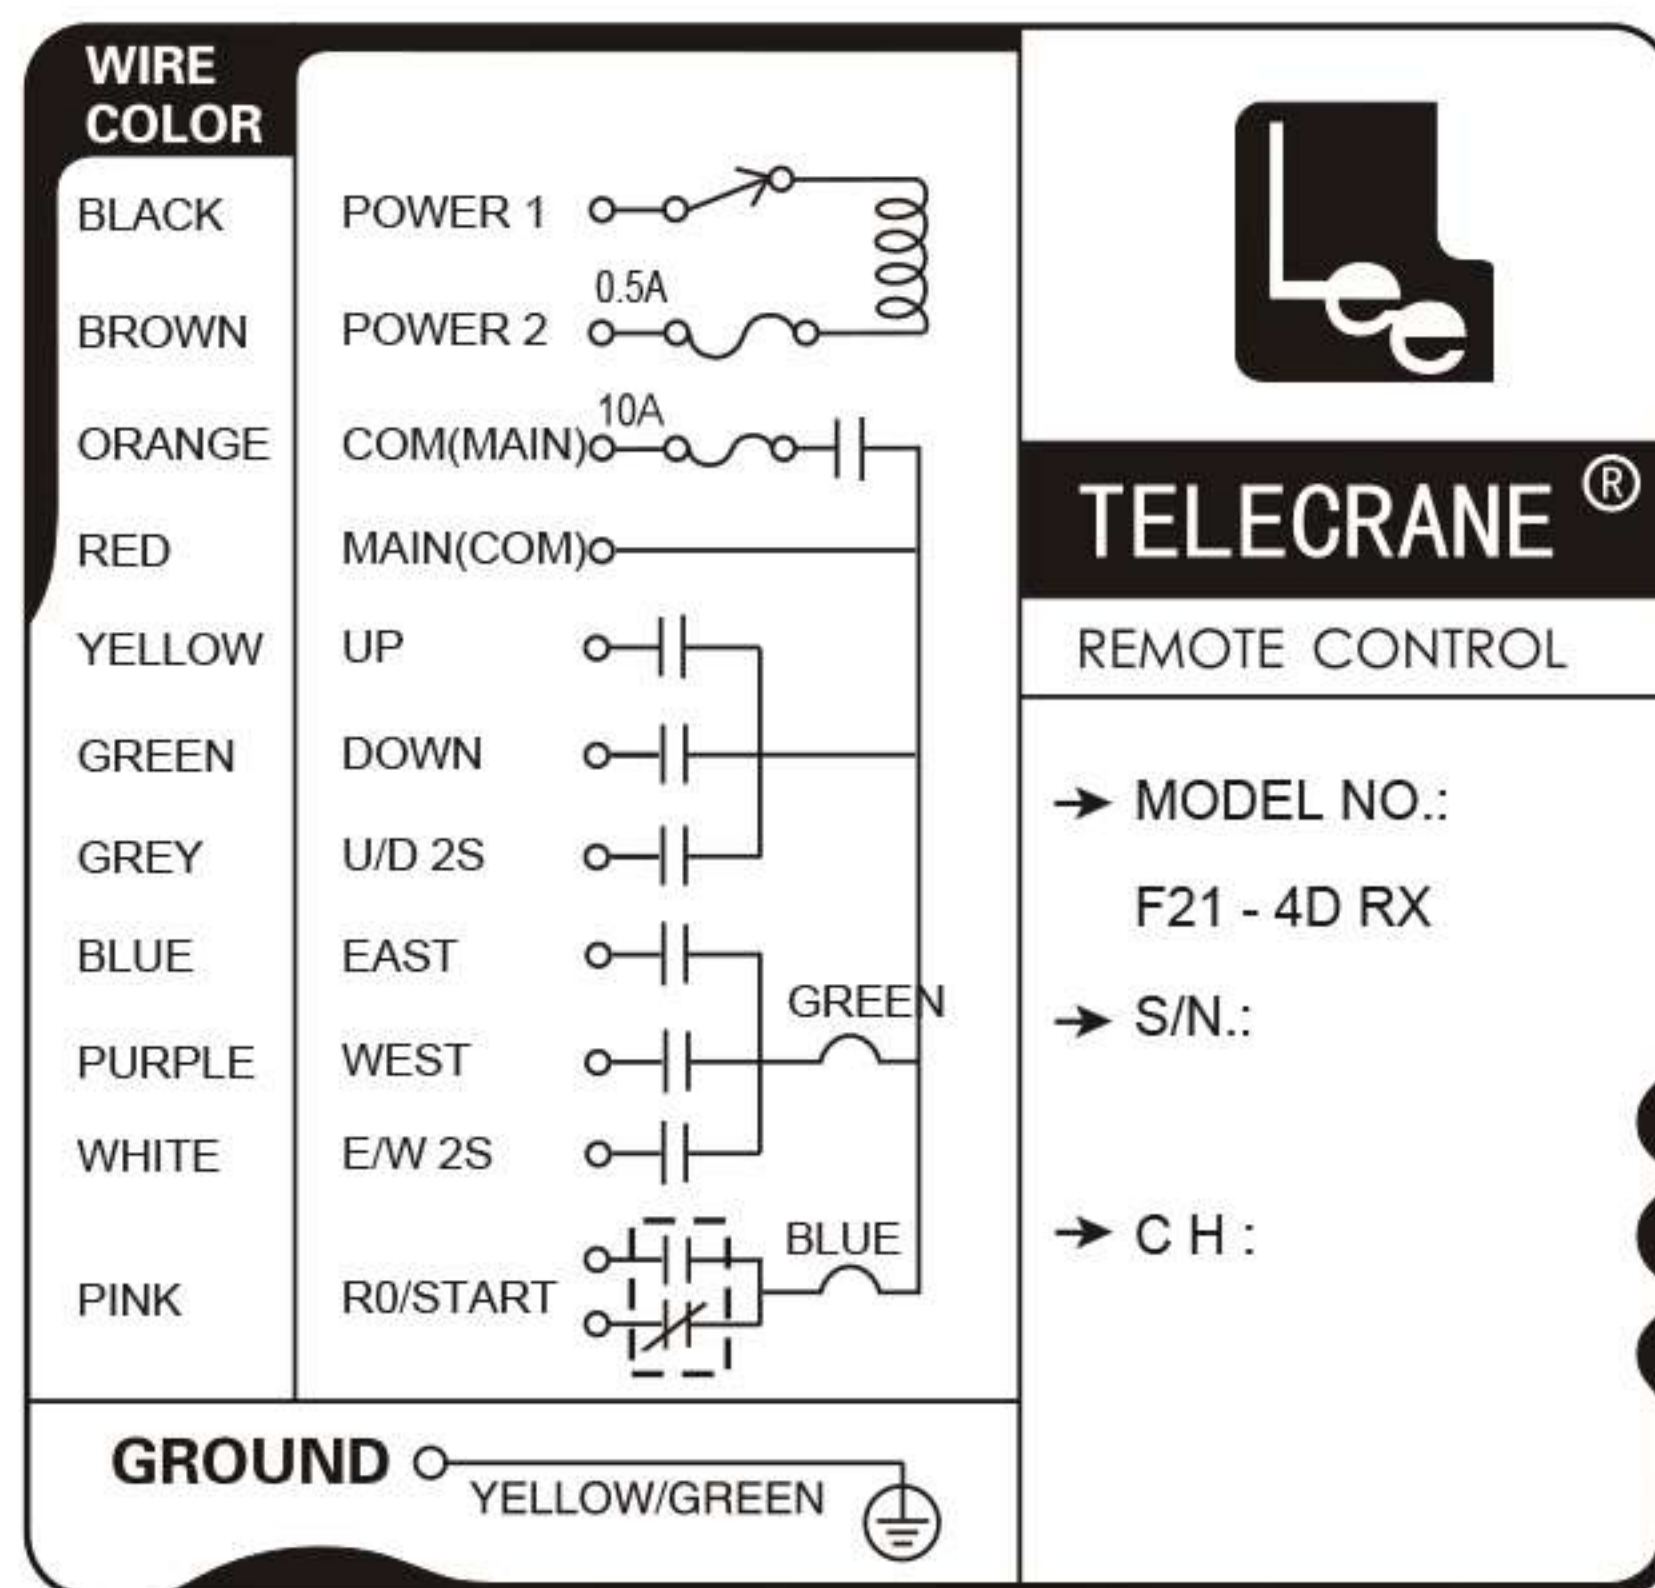 WIRE
COLOR
BLACK POWER 1
0.5A
BROWN POWER 2
10A
ORANGE COM(MAIN)
RED MAIN(COM)
YELLOW UP
GREEN DOWN
GREY U/D 2S
BLUE EAST
GREEN
PURPLE WEST
WHITE E/W 2S
BLUE
PINK R0/START
GROUND
YELLOW/GREEN
Lee
TELECRANE ®
REMOTE CONTROL
MODEL NO.:
F21 - 4D RX
S/N.:
C H :